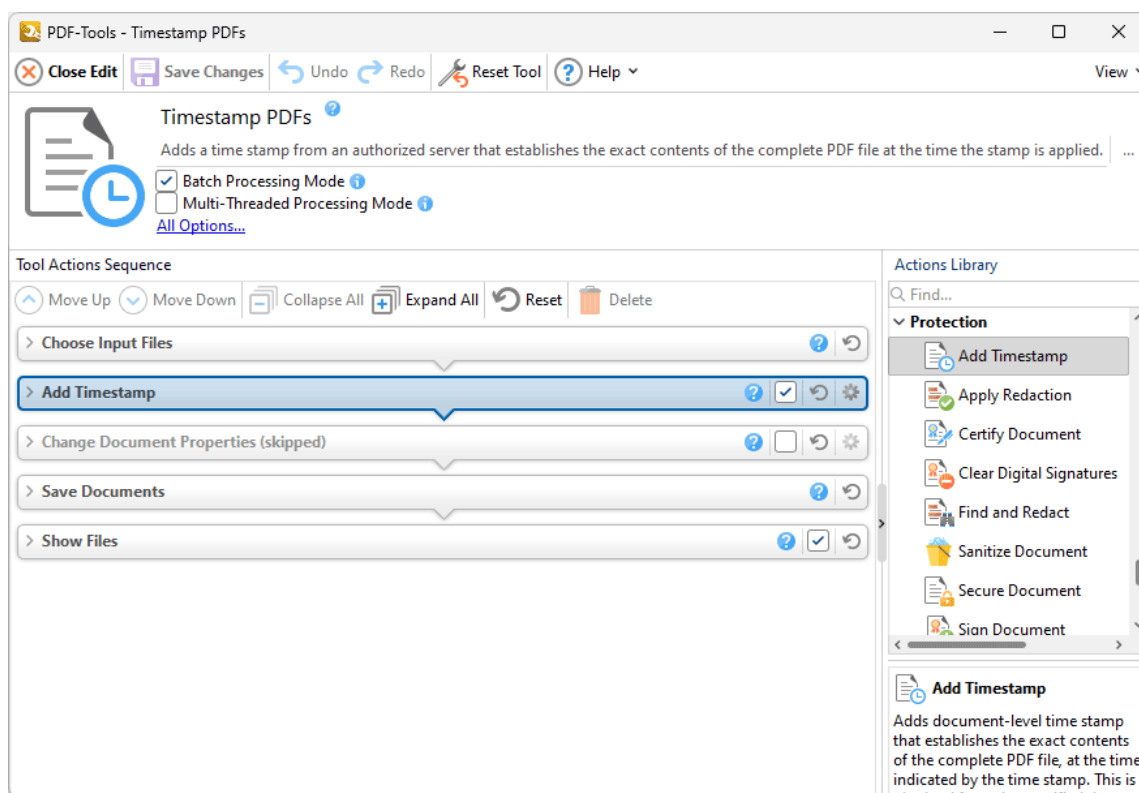 PDF-Tools - Timestamp PDFs
Close Edit Save Changes Undo Redo Reset Tool Help View
Timestamp PDFs
Adds a time stamp from an authorized server that establishes the exact contents of the complete PDF file at the time the stamp is applied. ...
Batch Processing Mode
Multi-Threaded Processing Mode
All Options...
Tool Actions Sequence
Move Up Move Down Collapse All Expand All Reset Delete
Choose Input Files
Add Timestamp
Change Document Properties (skipped)
Save Documents
Show Files
Actions Library
Find...
Protection
Add Timestamp
Apply Redaction
Certify Document
Clear Digital Signatures
Find and Redact
Sanitize Document
Secure Document
Sign Document
Add Timestamp
Adds document-level time stamp
that establishes the exact contents
of the complete PDF file, at the time
indicated by the time stamp. This is